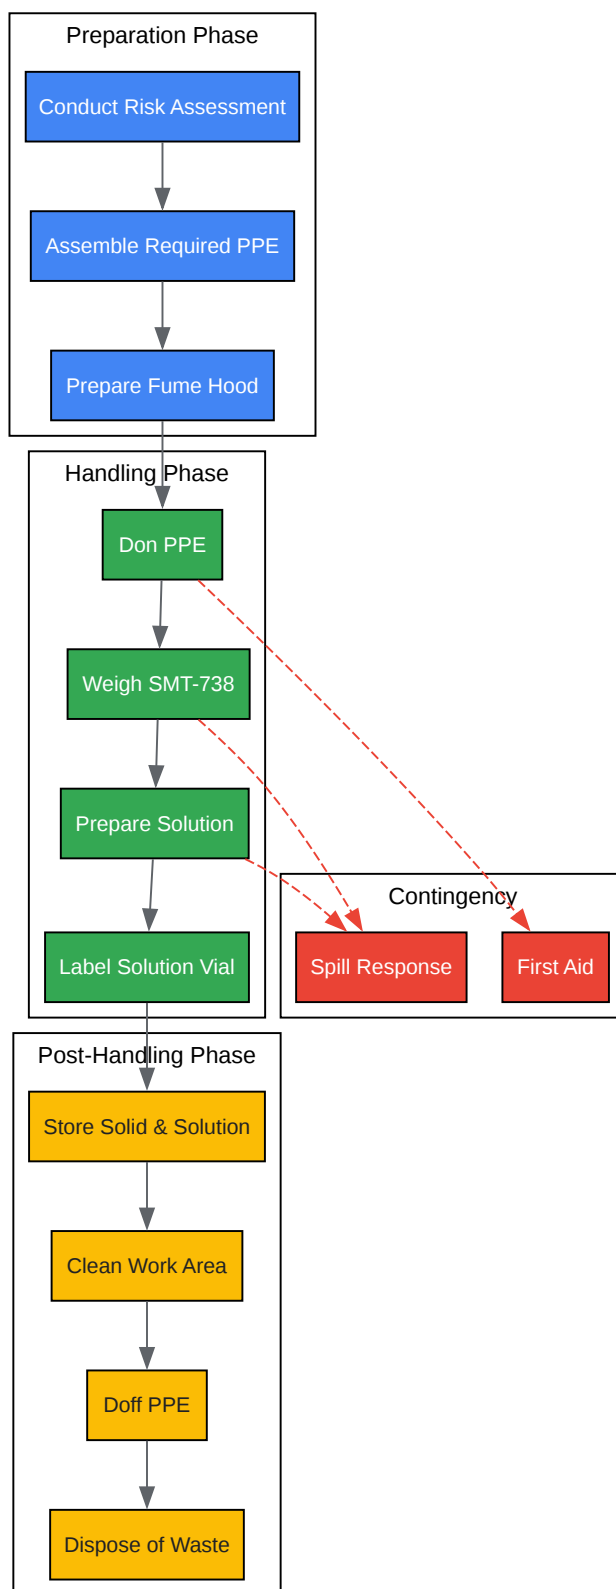 Preparation Phase
Conduct Risk Assessment
Assemble Required PPE
Prepare Fume Hood
Handling Phase
Don PPE
Weigh SMT-738
Prepare Solution
Label Solution Vial
Contingency
Spill Response
First Aid
Post-Handling Phase
Store Solid & Solution
Clean Work Area
Doff PPE
Dispose of Waste